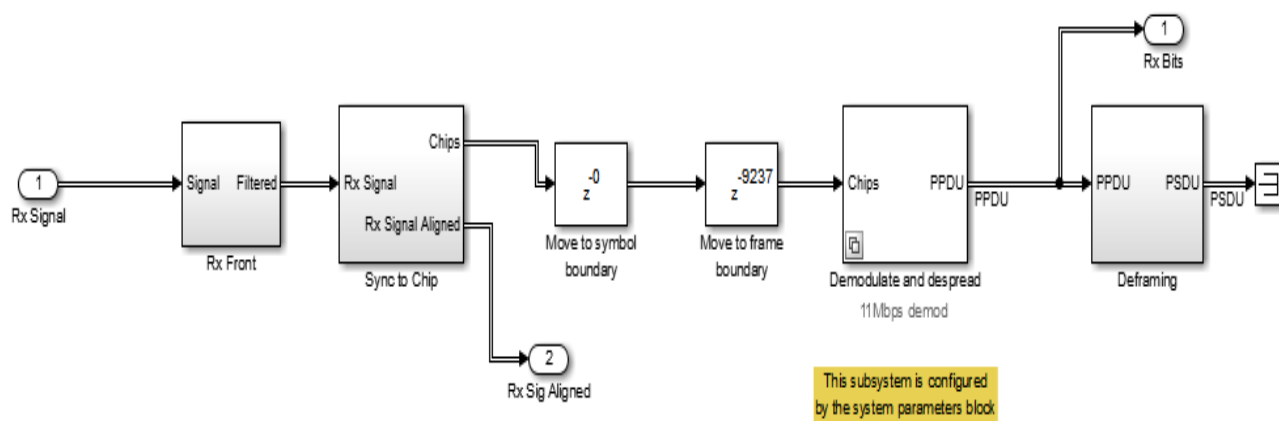 1
Rx Bits
1
Rx Signal
Signal
Filtered
Rx Front
Rx Signal
Chips
Rx Signal Aligned
Sync to Chip
-0
z
Move to symbol
boundary
-9237
z
Move to frame
boundary
Chips
PPDU
Demodulate and despread
11Mbps demod
PPDU
PPDU
PSDU
Deframing
PSDU
2
Rx Sig Aligned
This subsystem is configured
by the system parameters block